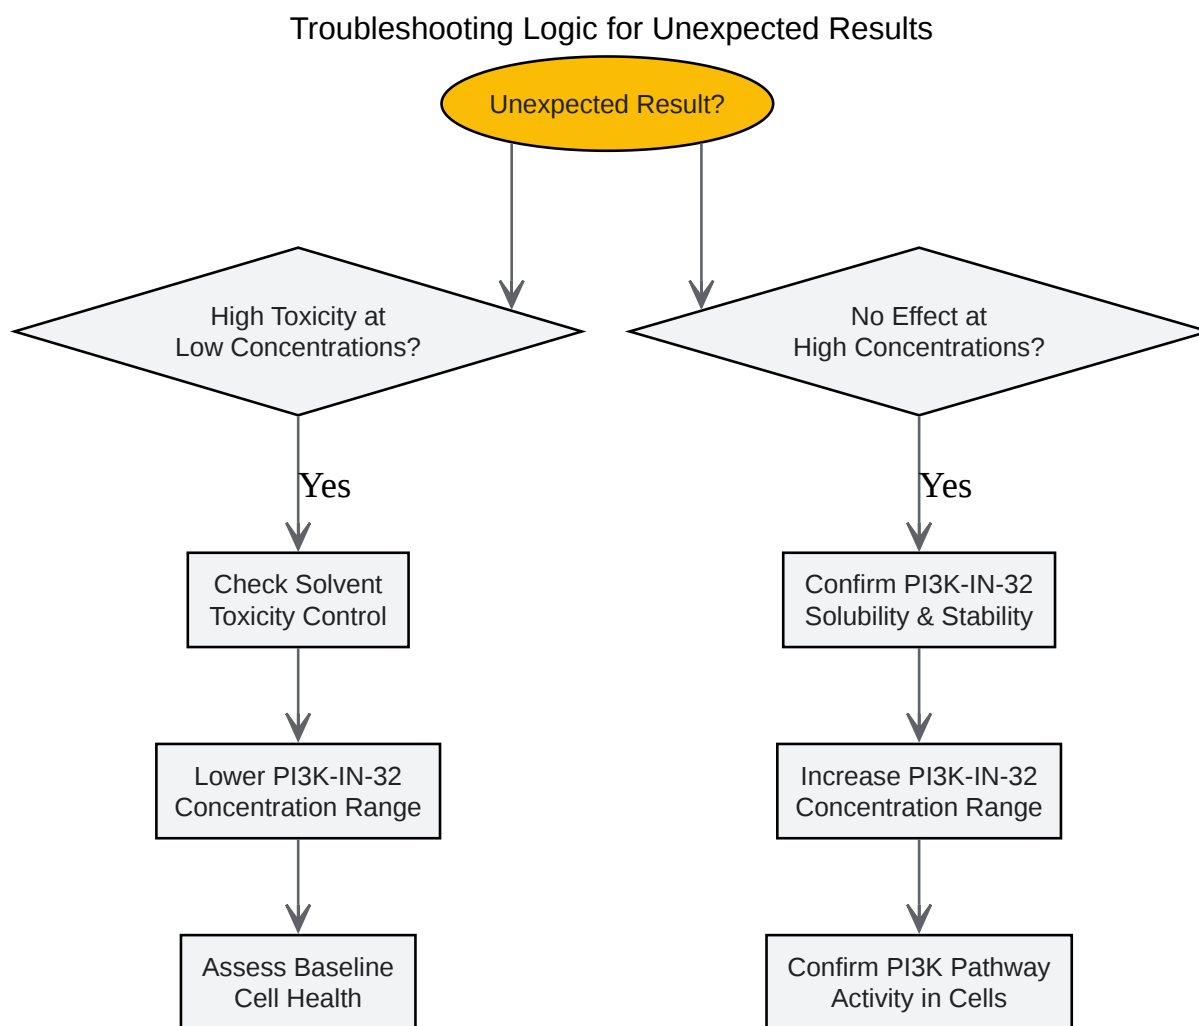 Troubleshooting Logic for Unexpected Results
Unexpected Result?
High Toxicity at
Low Concentrations?
No Effect at
High Concentrations?
Yes
Yes
Check Solvent
Toxicity Control
Confirm PI3K-IN-32
Solubility & Stability
Lower PI3K-IN-32
Concentration Range
Increase PI3K-IN-32
Concentration Range
Assess Baseline
Cell Health
Confirm PI3K Pathway
Activity in Cells